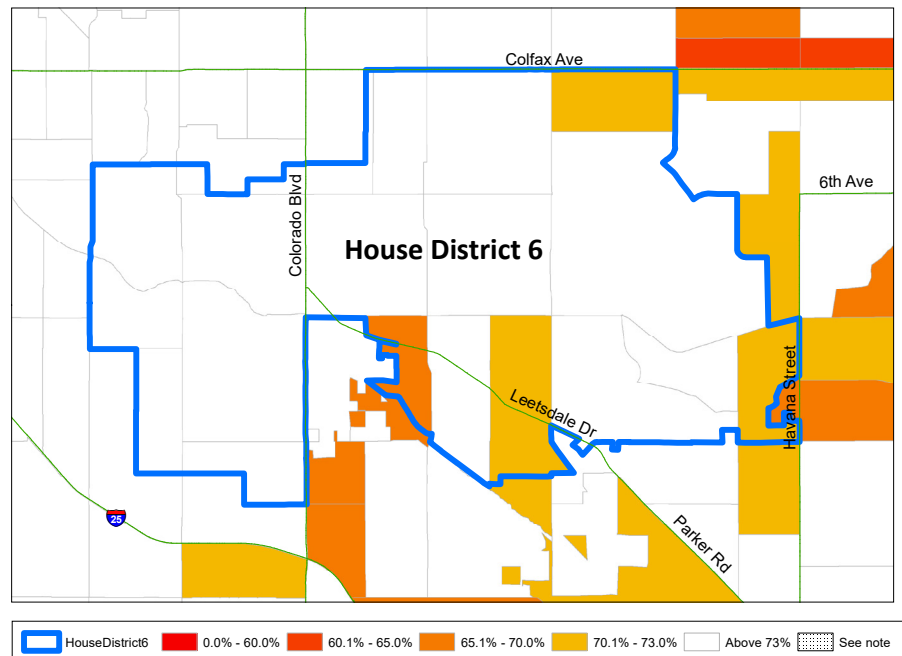 Colfax Ave
6th Ave
Colorado Blvd
House District 6
Havana Street
Leetsdale Dr
25
Parker Rd
HouseDistrict6 0.0% - 60.0% 60.1% - 65.0% 65.1% - 70.0% 70.1% - 73.0% Above 73% See note